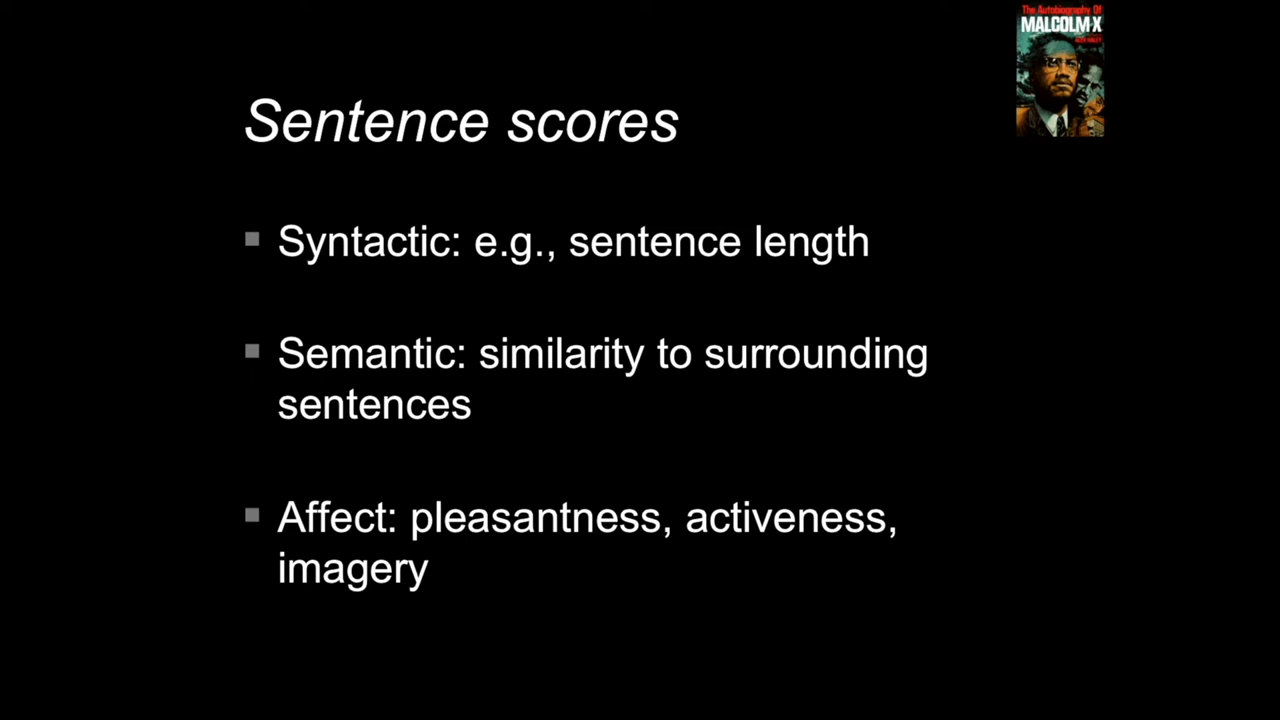 The Autobiography Of
MALCOLM X
Sentence scores
Syntactic: e.g., sentence length
Semantic: similarity to surrounding
sentences
Affect: pleasantness, activeness,
imagery